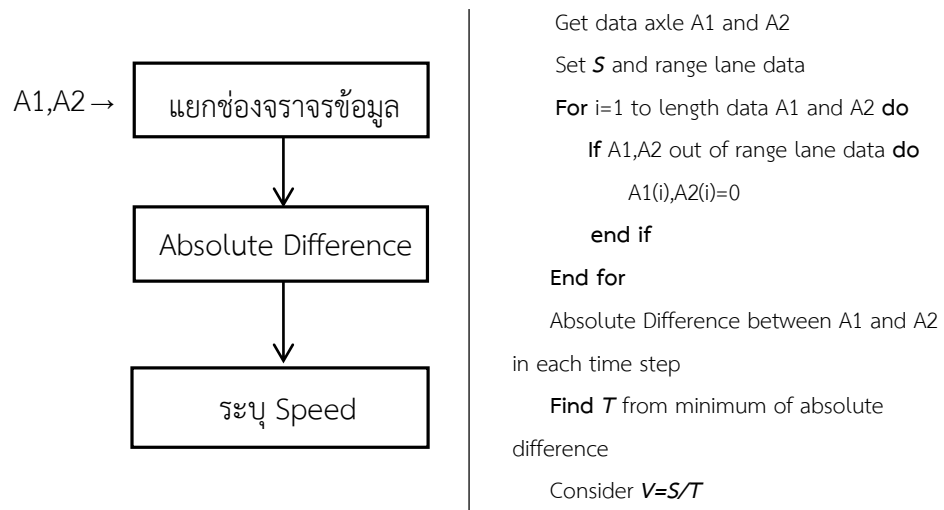 A1,A2→
แยกช่องจราจรข้อมูล
Absolute Difference
ระบุ Speed
Get data axle A1 and A2
Set S and range lane data
For i=1 to length data A1 and A2 do
If A1,A2 out of range lane data do
A1(i),A2(i)=0
end if
End for
Absolute Difference between A1 and A2
in each time step
Find T from minimum of absolute
difference
Consider V=S/T